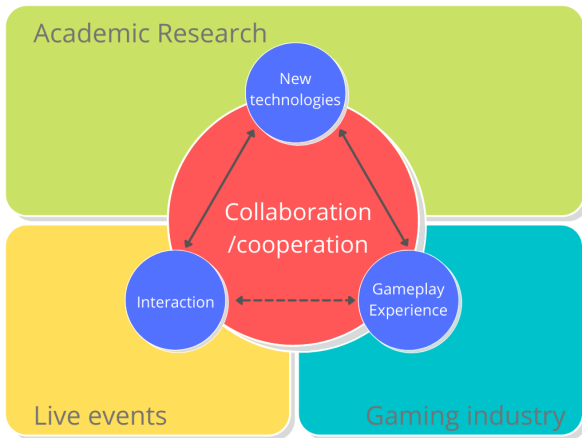 Academic Research
New
technologies
Collaboration
/cooperation
Interaction
Gameplay
Experience
Live events
Gaming industry